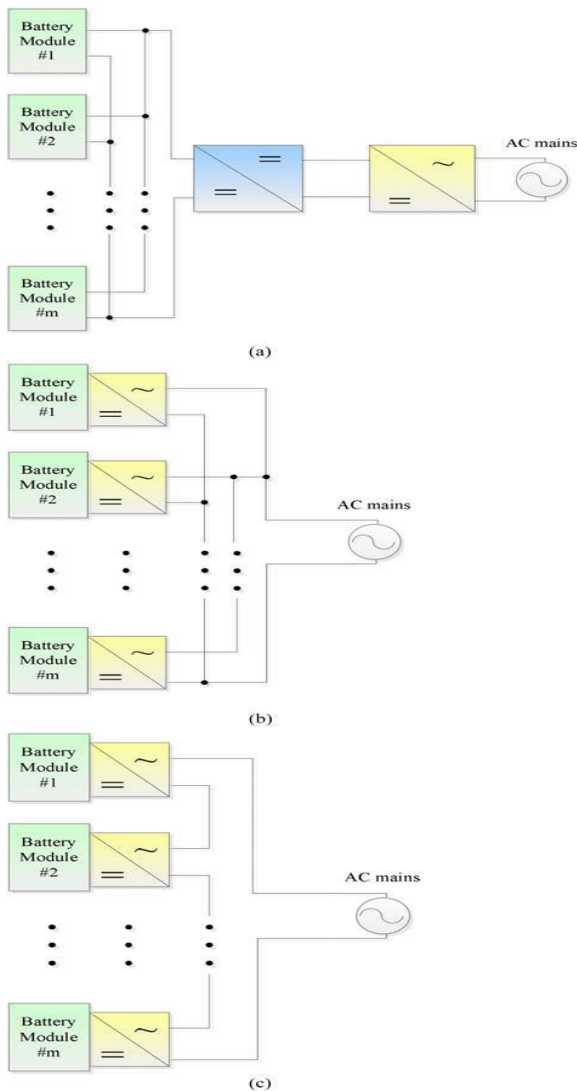 Battery
Module
#1
Battery
Module
#2
AC mains
Battery
Module
#m
(a)
Battery
Module
#1
Battery
Module
#2
AC mains
Battery
Module
#m
(b)
Battery
Module
#1
Battery
Module
#2
AC mains
Battery
Module
#m
(c)